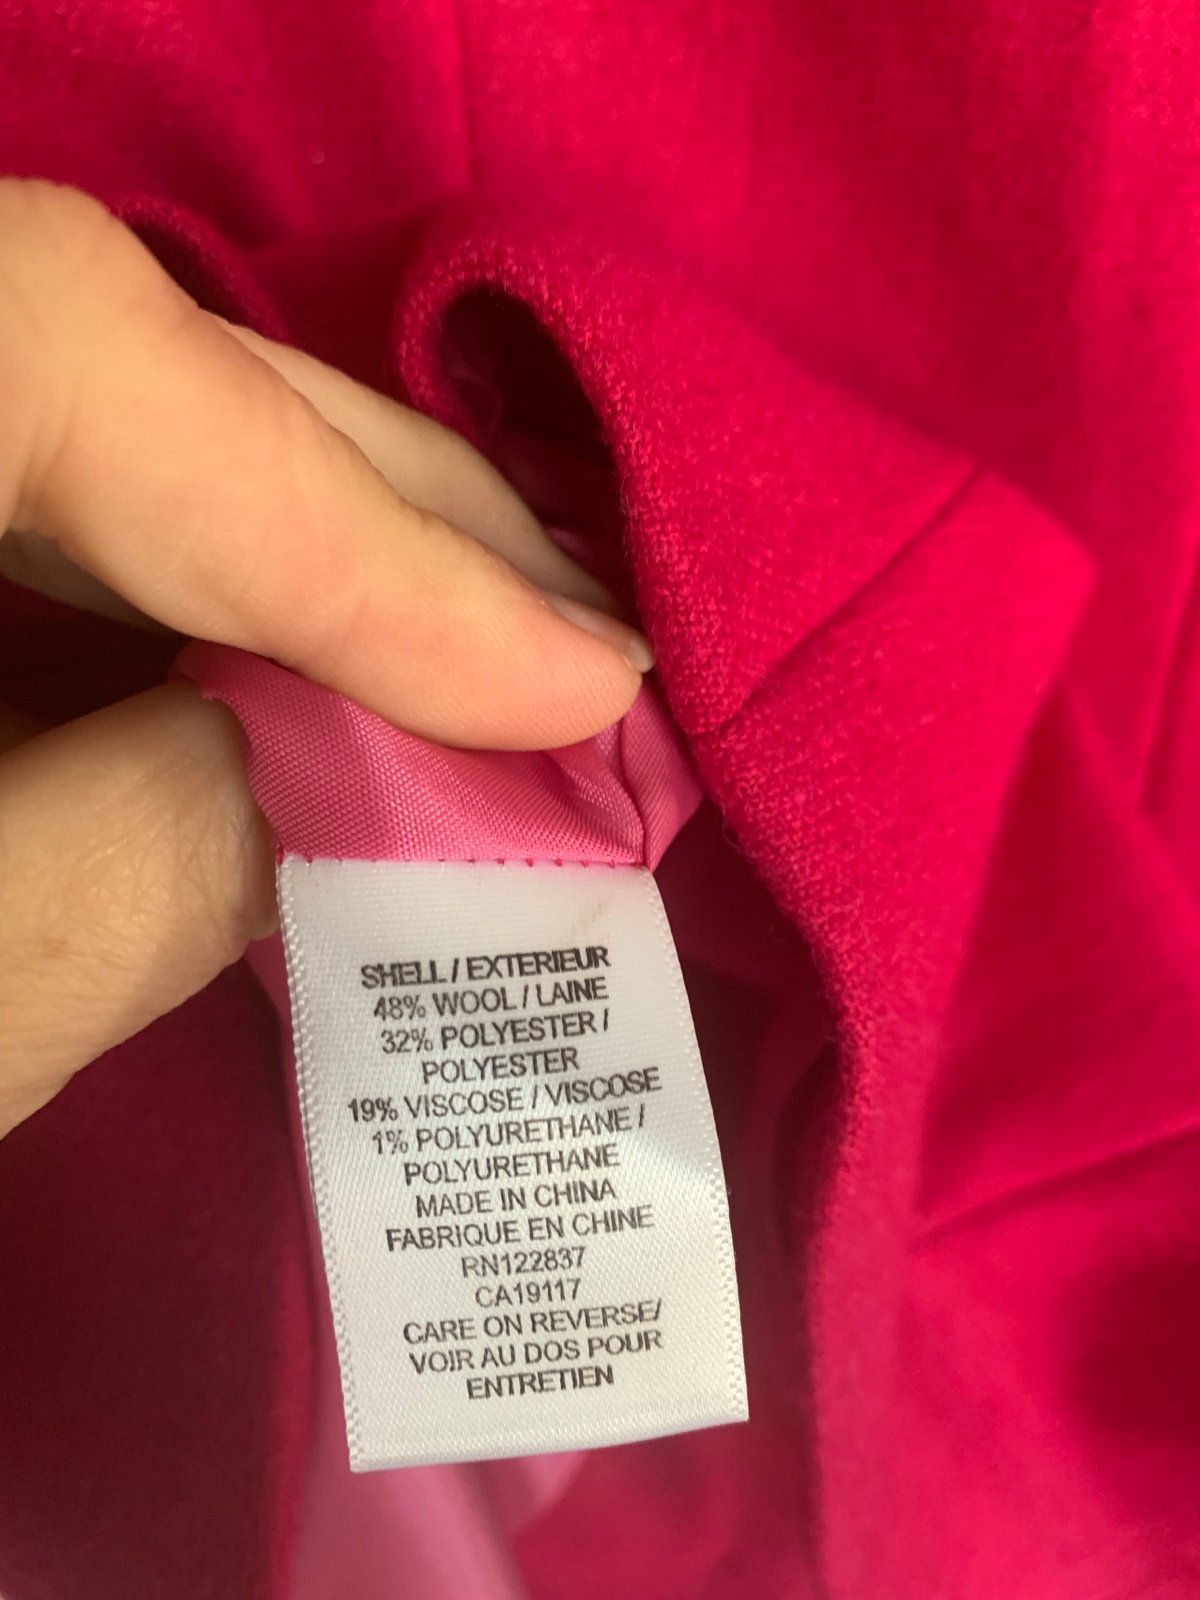 SHELL / EXTERIEUR
48% WOOL / LAINE
32% POLYESTER /
POLYESTER
19% VISCOSE / VISCOSE
1% POLYURETHANE /
POLYURETHANE
MADE IN CHINA
FABRIQUE EN CHINE
RN122837
CA19117
CARE ON REVERSE/
VOIR AU DOS POUR
ENTRETIEN